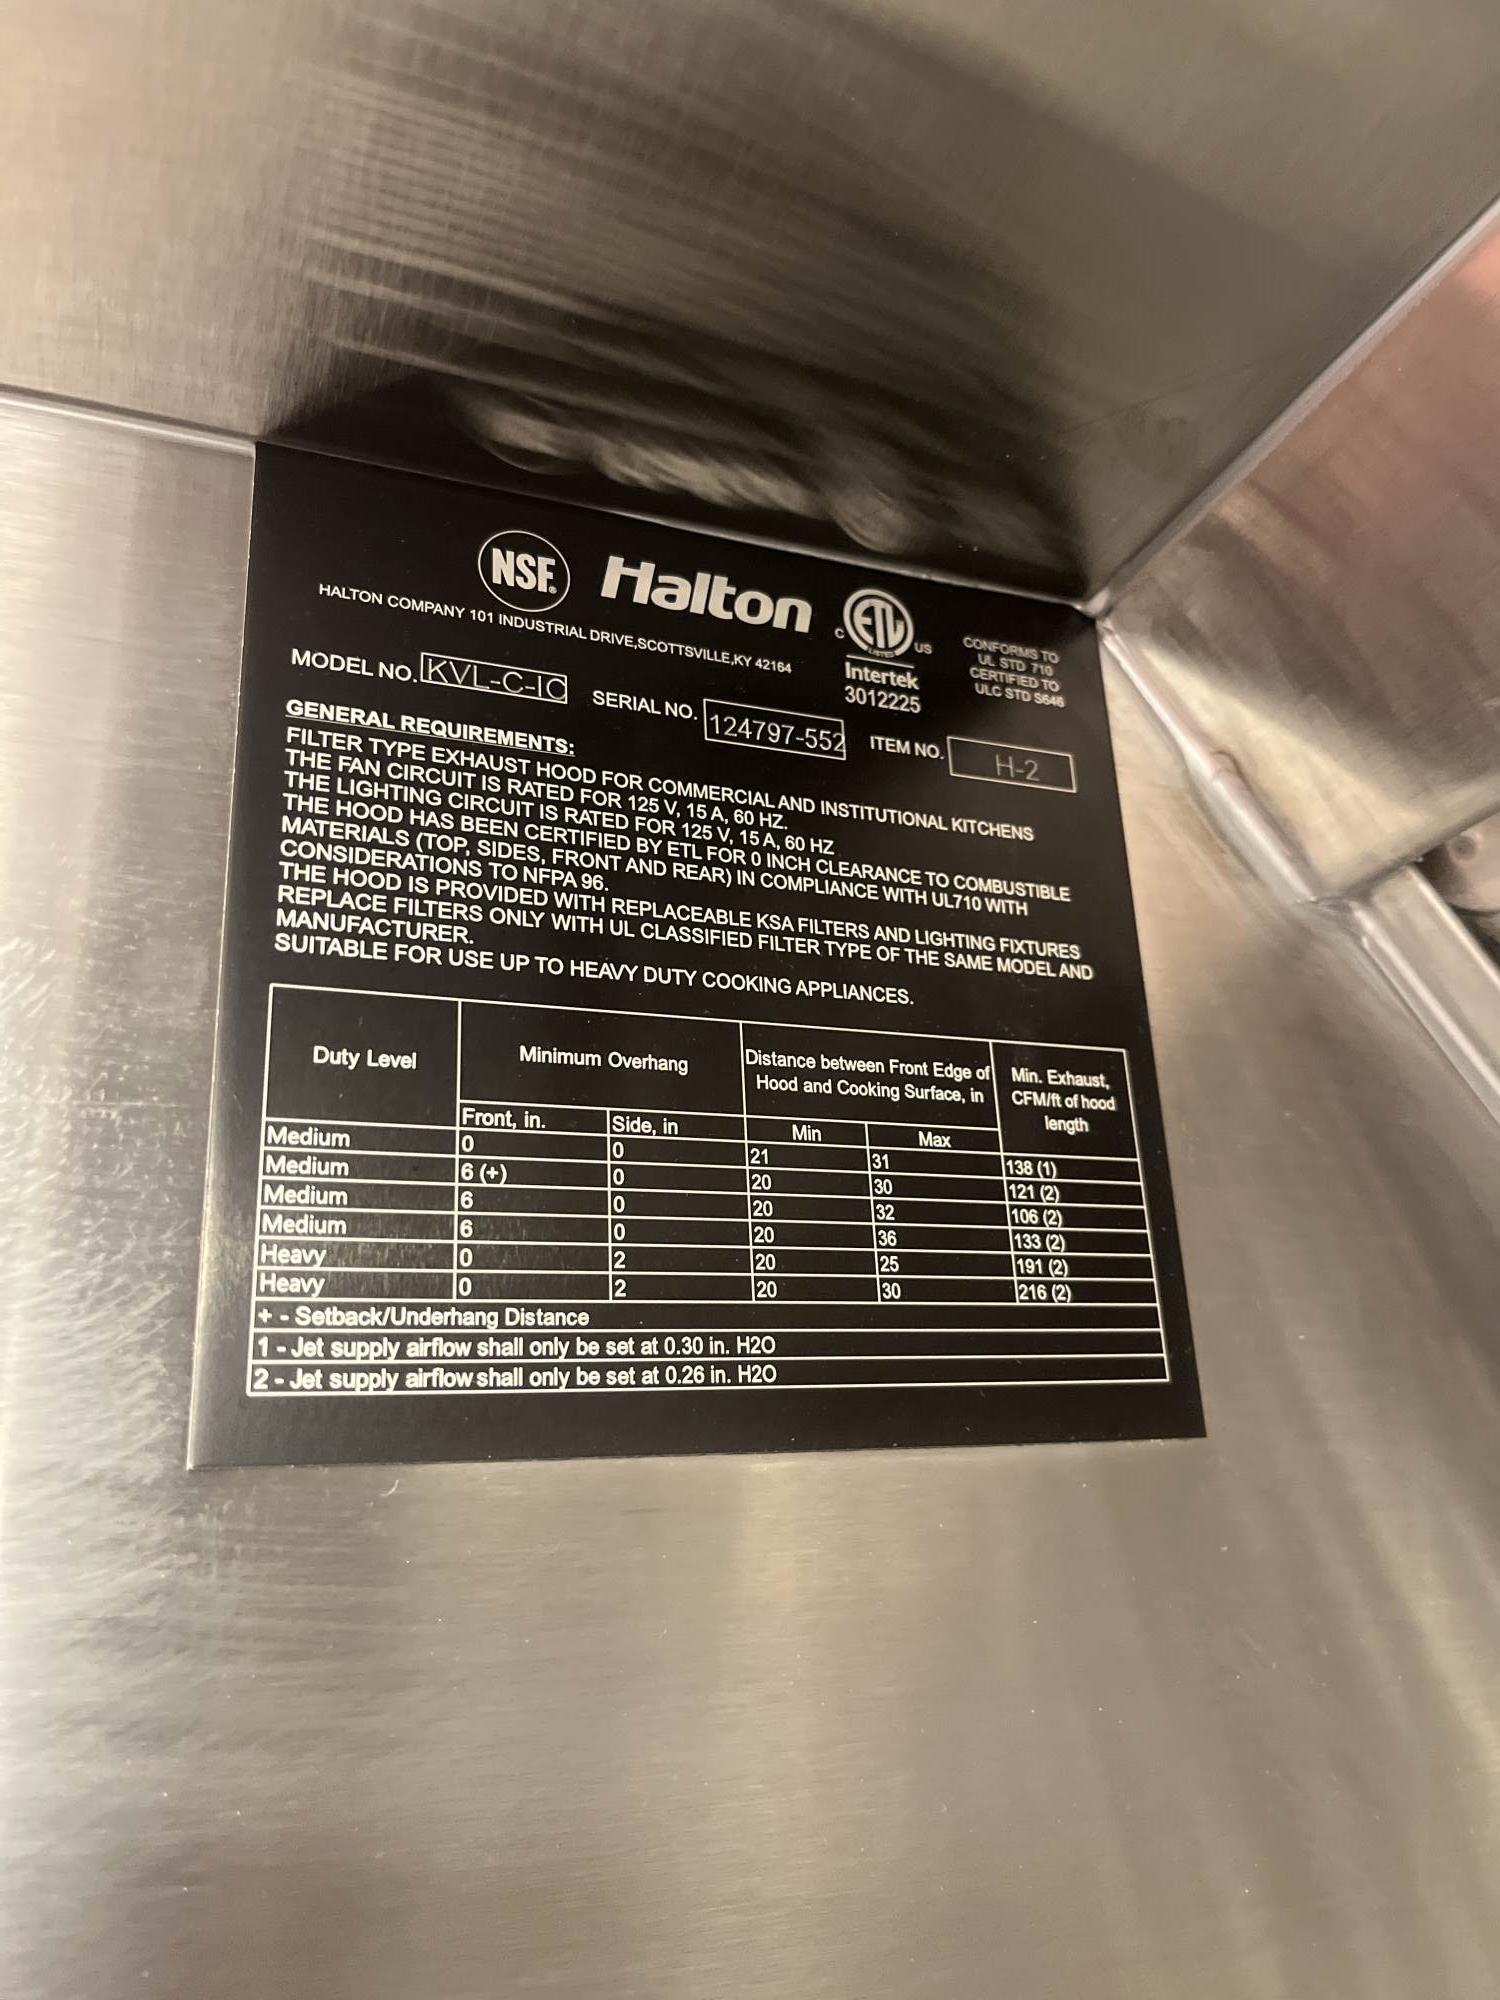 NSF® Halton
C ETL LISTED US
Intertek
3012225
CONFORMS TO
UL STD 710
CERTIFIED TO
ULC STD S646
HALTON COMPANY 101 INDUSTRIAL DRIVE,SCOTTSVILLE,KY 42164
MODEL NO. KVL-C-IC SERIAL NO. 124797-552 ITEM NO. H-2
GENERAL REQUIREMENTS:
FILTER TYPE EXHAUST HOOD FOR COMMERCIAL AND INSTITUTIONAL KITCHENS
THE FAN CIRCUIT IS RATED FOR 125 V, 15 A, 60 HZ.
THE LIGHTING CIRCUIT IS RATED FOR 125 V, 15 A, 60 HZ
THE HOOD HAS BEEN CERTIFIED BY ETL FOR 0 INCH CLEARANCE TO COMBUSTIBLE
MATERIALS (TOP, SIDES, FRONT AND REAR) IN COMPLIANCE WITH UL710 WITH
CONSIDERATIONS TO NFPA 96.
THE HOOD IS PROVIDED WITH REPLACEABLE KSA FILTERS AND LIGHTING FIXTURES
REPLACE FILTERS ONLY WITH UL CLASSIFIED FILTER TYPE OF THE SAME MODEL AND
MANUFACTURER.
SUITABLE FOR USE UP TO HEAVY DUTY COOKING APPLIANCES.
Duty Level
Minimum Overhang
Distance between Front Edge of
Hood and Cooking Surface, in
Min. Exhaust,
CFM/ft of hood
length
Front, in. Side, in Min Max
Medium 0 0 21 31 138 (1)
Medium 6 (+) 0 20 30 121 (2)
Medium 6 0 20 32 106 (2)
Medium 6 0 20 36 133 (2)
Heavy 0 2 20 25 191 (2)
Heavy 0 2 20 30 216 (2)
+ - Setback/Underhang Distance
1 - Jet supply airflow shall only be set at 0.30 in. H2O
2 - Jet supply airflow shall only be set at 0.26 in. H2O